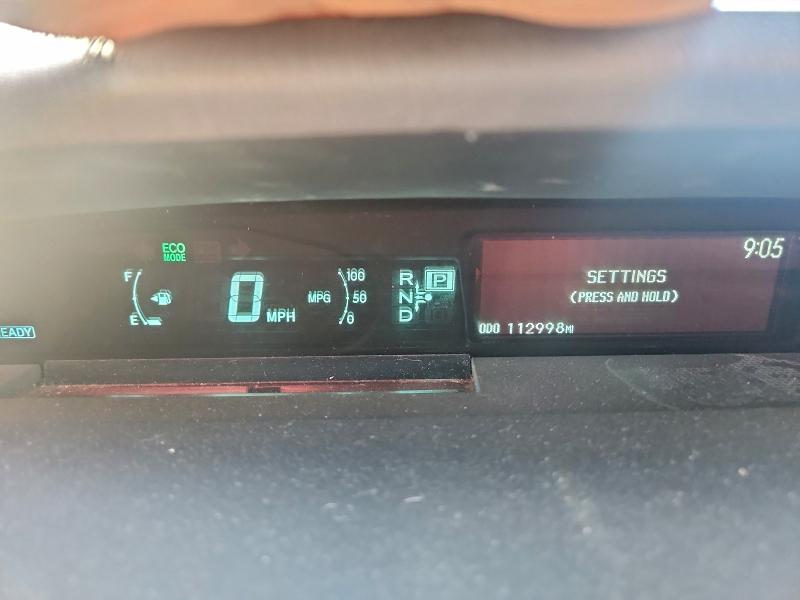 ECO
MODE
F
E
0 MPH
MPG
100
50
0
R
N
D
P
9:05
SETTINGS
(PRESS AND HOLD)
ODO 112998MI
EADY